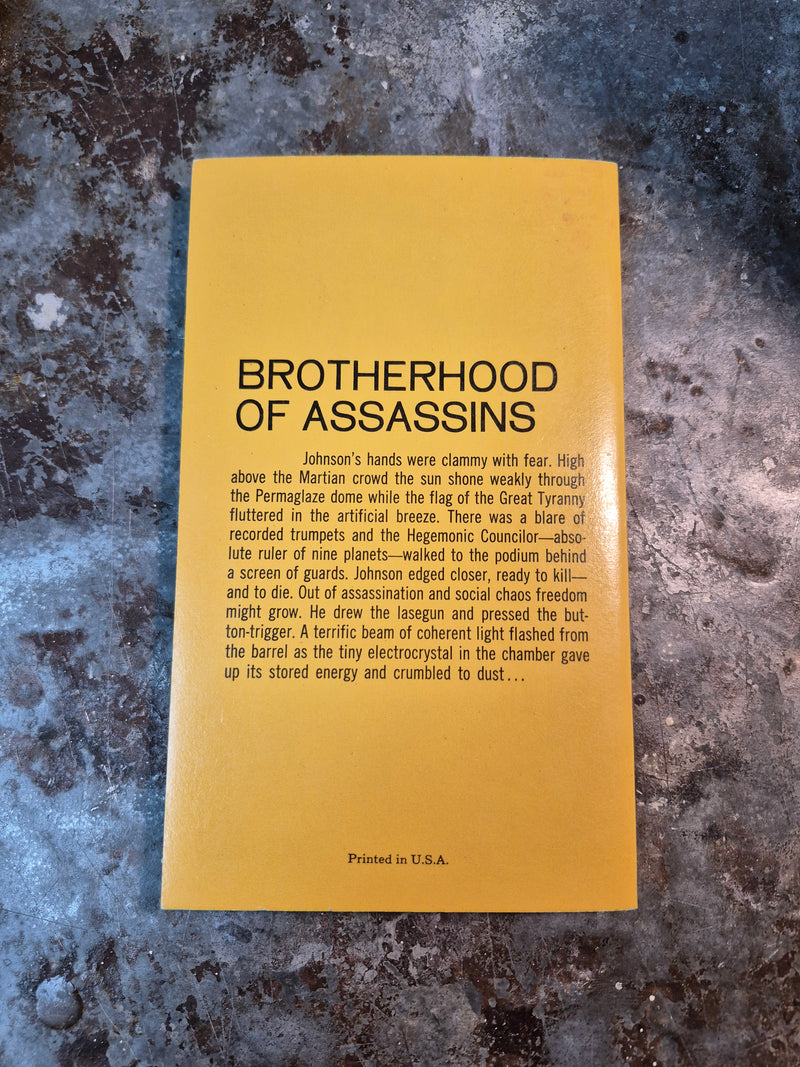 BROTHERHOOD
OF ASSASSINS
Johnson's hands were clammy with fear. High
above the Martian crowd the sun shone weakly through
the Permaglaze dome while the flag of the Great Tyranny
fluttered in the artificial breeze. There was a blare of
recorded trumpets and the Hegemonic Councilor—abso-
lute ruler of nine planets—walked to the podium behind
a screen of guards. Johnson edged closer, ready to kill—
and to die. Out of assassination and social chaos freedom
might grow. He drew the lasegun and pressed the but-
ton-trigger. A terrific beam of coherent light flashed from
the barrel as the tiny electrocrystal in the chamber gave
up its stored energy and crumbled to dust...
Printed in U.S.A.